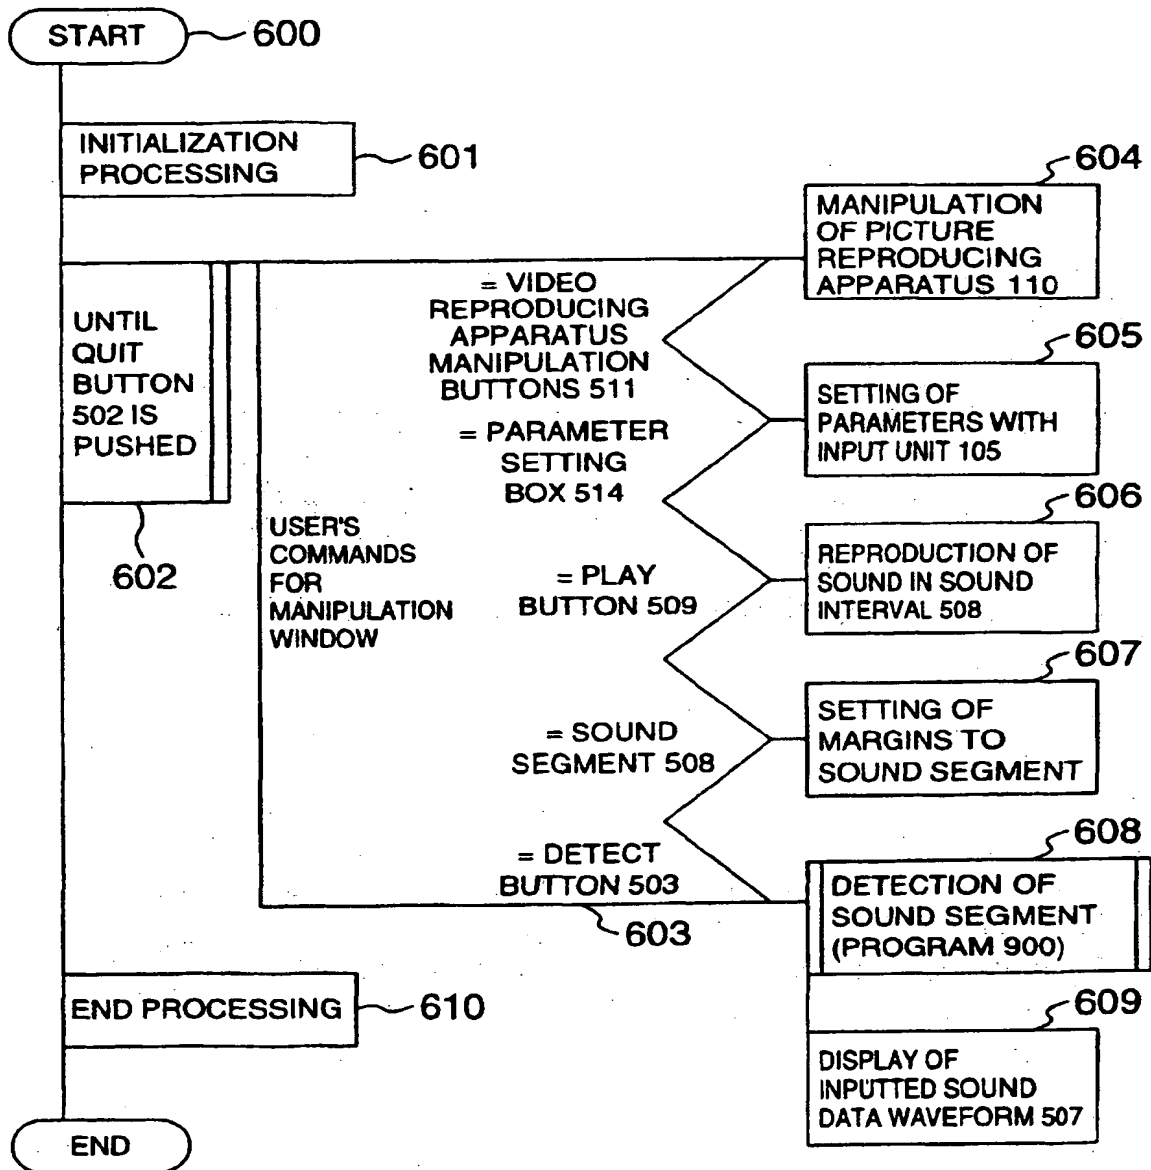 START
600
INITIALIZATION
PROCESSING
601
UNTIL
QUIT
BUTTON
502 IS
PUSHED
602
USER'S
COMMANDS
FOR
MANIPULATION
WINDOW
603
= VIDEO
REPRODUCING
APPARATUS
MANIPULATION
BUTTONS 511
604
MANIPULATION
OF PICTURE
REPRODUCING
APPARATUS 110
= PARAMETER
SETTING
BOX 514
605
SETTING OF
PARAMETERS WITH
INPUT UNIT 105
= PLAY
BUTTON 509
606
REPRODUCTION OF
SOUND IN SOUND
INTERVAL 508
= SOUND
SEGMENT 508
607
SETTING OF
MARGINS TO
SOUND SEGMENT
= DETECT
BUTTON 503
608
DETECTION OF
SOUND SEGMENT
(PROGRAM 900)
609
DISPLAY OF
INPUTTED SOUND
DATA WAVEFORM 507
END PROCESSING
610
END